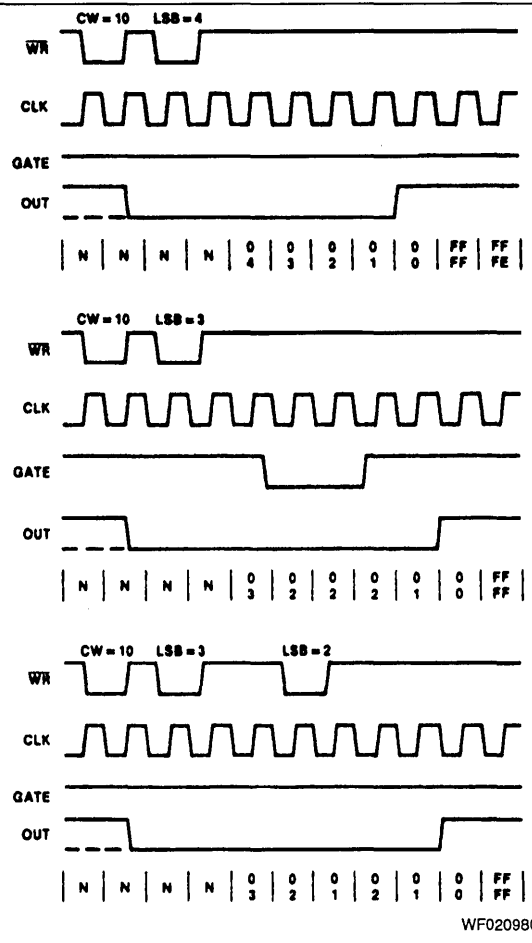 CW = 10 LSB = 4
WR
CLK
GATE
OUT
N N N N 0 0 0 0 0 FF FF
4 3 2 1 0 FF FE
CW = 10 LSB = 3
WR
CLK
GATE
OUT
N N N N 0 0 0 0 0 0 FF
3 2 2 2 1 0 FF
CW = 10 LSB = 3 LSB = 2
WR
CLK
GATE
OUT
N N N N 0 0 0 0 0 0 FF
3 2 1 2 1 0 FF
WF020980